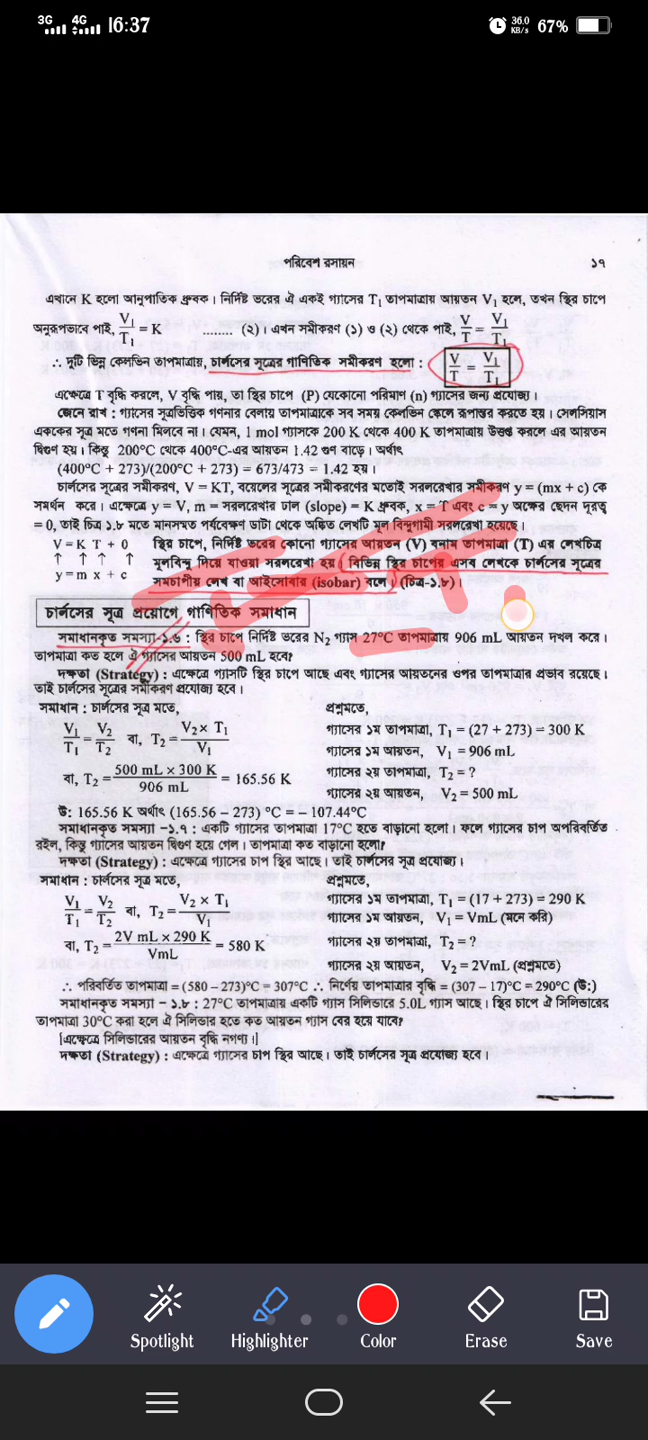 3G 4G 16:37 36.0 KB/s 67%
পরিবেশ রসায়ন ১৭
এখানে K হলো আনুপাতিক ধ্রুবক। নির্দিষ্ট ভরের ঐ একই গ্যাসের T₁ তাপমাত্রায় আয়তন V₁ হলে, তখন স্থির চাপে
অনুরূপভাবে পাই, V₁/T₁ = K ........ (২)। এখন সমীকরণ (১) ও (২) থেকে পাই, V/T = V₁/T₁
∴ দুটি ভিন্ন কেলভিন তাপমাত্রায়, চার্লসের সূত্রের গাণিতিক সমীকরণ হলো : V/T = V₁/T₁
এক্ষেত্রে T বৃদ্ধি করলে, V বৃদ্ধি পায়, তা স্থির চাপে (P) যেকোনো পরিমাণ (n) গ্যাসের জন্য প্রযোজ্য।
জেনে রাখ : গ্যাসের সূত্রভিত্তিক গণনার বেলায় তাপমাত্রাকে সব সময় কেলভিন স্কেলে রূপান্তর করতে হয়। সেলসিয়াস
এককের সূত্র মতে গণনা মিলবে না। যেমন, 1 mol গ্যাসকে 200 K থেকে 400 K তাপমাত্রায় উত্তপ্ত করলে এর আয়তন
দ্বিগুণ হয়। কিন্তু 200°C থেকে 400°C-এর আয়তন 1.42 গুণ বাড়ে। অর্থাৎ
(400°C + 273)/(200°C + 273) = 673/473 = 1.42 হয়।
চার্লসের সূত্রের সমীকরণ, V = KT, বয়েলের সূত্রের সমীকরণের মতোই সরলরেখার সমীকরণ y = (mx + c) কে
সমর্থন করে। এক্ষেত্রে y = V, m = সরলরেখার ঢাল (slope) = K ধ্রুবক, x = T এবং c = y অক্ষের ছেদন দূরত্ব
= 0, তাই চিত্র ১.৮ মতে মানসম্মত পর্যবেক্ষণ ডাটা থেকে অঙ্কিত লেখটি মূল বিন্দুগামী সরলরেখা হয়েছে।
V = K T + 0 স্থির চাপে, নির্দিষ্ট ভরের কোনো গ্যাসের আয়তন (V) বনাম তাপমাত্রা (T) এর লেখচিত্র
↑ ↑ ↑ ↑ মূলবিন্দু দিয়ে যাওয়া সরলরেখা হয়। বিভিন্ন স্থির চাপের এসব লেখকে চার্লসের সূত্রের
y = m x + c সমচাপীয় লেখ বা আইসোবার (isobar) বলে। (চিত্র-১.৮)।
চার্লসের সূত্র প্রয়োগে গাণিতিক সমাধান
সমাধানকৃত সমস্যা-১.৬ : স্থির চাপে নির্দিষ্ট ভরের N₂ গ্যাস 27°C তাপমাত্রায় 906 mL আয়তন দখল করে।
তাপমাত্রা কত হলে ঐ গ্যাসের আয়তন 500 mL হবে?
দক্ষতা (Strategy) : এক্ষেত্রে গ্যাসটি স্থির চাপে আছে এবং গ্যাসের আয়তনের ওপর তাপমাত্রার প্রভাব রয়েছে।
তাই চার্লসের সূত্রের সমীকরণ প্রযোজ্য হবে।
সমাধান : চার্লসের সূত্র মতে, প্রশ্নমতে,
V₁/T₁ = V₂/T₂ বা, T₂ = V₂ × T₁/V₁ গ্যাসের ১ম তাপমাত্রা, T₁ = (27 + 273) = 300 K
গ্যাসের ১ম আয়তন, V₁ = 906 mL
বা, T₂ = 500 mL × 300 K/906 mL = 165.56 K গ্যাসের ২য় তাপমাত্রা, T₂ = ?
গ্যাসের ২য় আয়তন, V₂ = 500 mL
উ: 165.56 K অর্থাৎ (165.56 – 273) °C = – 107.44°C
সমাধানকৃত সমস্যা –১.৭ : একটি গ্যাসের তাপমাত্রা 17°C হতে বাড়ানো হলো। ফলে গ্যাসের চাপ অপরিবর্তিত
রইল, কিন্তু গ্যাসের আয়তন দ্বিগুণ হয়ে গেল। তাপমাত্রা কত বাড়ানো হলো?
দক্ষতা (Strategy) : এক্ষেত্রে গ্যাসের চাপ স্থির আছে। তাই চার্লসের সূত্র প্রযোজ্য।
সমাধান : চার্লসের সূত্র মতে, প্রশ্নমতে,
V₁/T₁ = V₂/T₂ বা, T₂ = V₂ × T₁/V₁ গ্যাসের ১ম তাপমাত্রা, T₁ = (17 + 273) = 290 K
গ্যাসের ১ম আয়তন, V₁ = VmL (মনে করি)
বা, T₂ = 2V mL × 290 K/VmL = 580 K গ্যাসের ২য় তাপমাত্রা, T₂ = ?
গ্যাসের ২য় আয়তন, V₂ = 2VmL (প্রশ্নমতে)
∴ পরিবর্তিত তাপমাত্রা = (580 – 273)°C = 307°C ∴ নির্ণেয় তাপমাত্রার বৃদ্ধি = (307 – 17)°C = 290°C (উ:)
সমাধানকৃত সমস্যা – ১.৮ : 27°C তাপমাত্রায় একটি গ্যাস সিলিন্ডারে 5.0L গ্যাস আছে। স্থির চাপে ঐ সিলিন্ডারের
তাপমাত্রা 30°C করা হলে ঐ সিলিন্ডার হতে কত আয়তন গ্যাস বের হয়ে যাবে?
[এক্ষেত্রে সিলিন্ডারের আয়তন বৃদ্ধি নগণ্য।]
দক্ষতা (Strategy) : এক্ষেত্রে গ্যাসের চাপ স্থির আছে। তাই চার্লসের সূত্র প্রযোজ্য হবে।
Spotlight Highlighter Color Erase Save